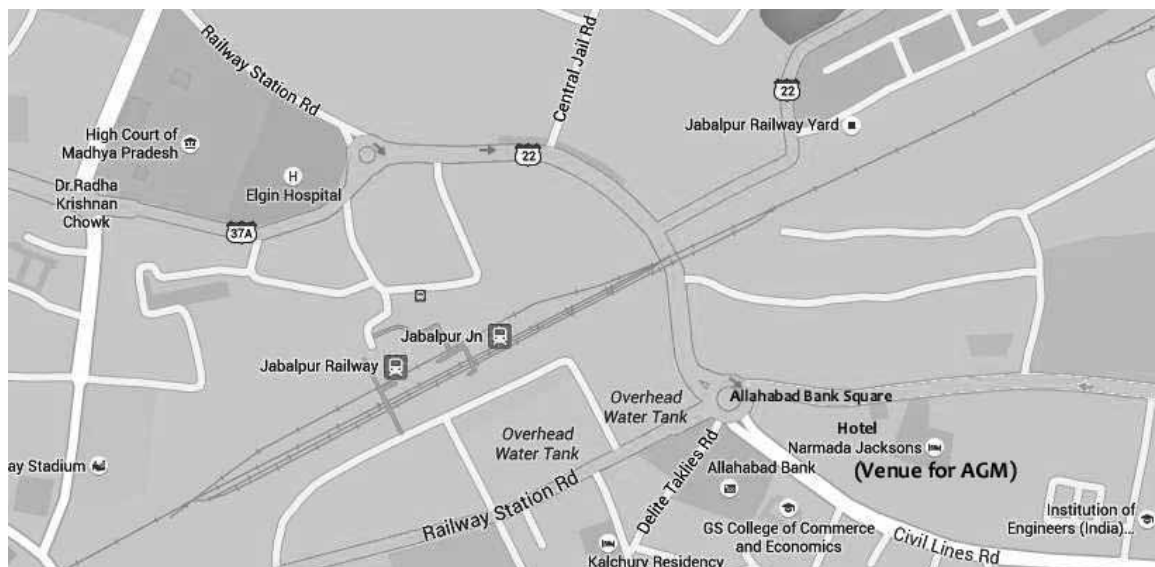 Railway Station Rd
Central Jail Rd
22
Jabalpur Railway Yard
High Court of
Madhya Pradesh
22
Dr.Radha
Krishnan
Chowk
H
Elgin Hospital
37A
Jabalpur Jn
Jabalpur Railway
Overhead
Water Tank
Allahabad Bank Square
Overhead
Water Tank
Hotel
Narmada Jacksons
(Venue for AGM)
ay Stadium
Allahabad Bank
Delite Taklies Rd
Railway Station Rd
GS College of Commerce
and Economics
Institution of
Engineers (India)...
Civil Lines Rd
Kalchury Residency